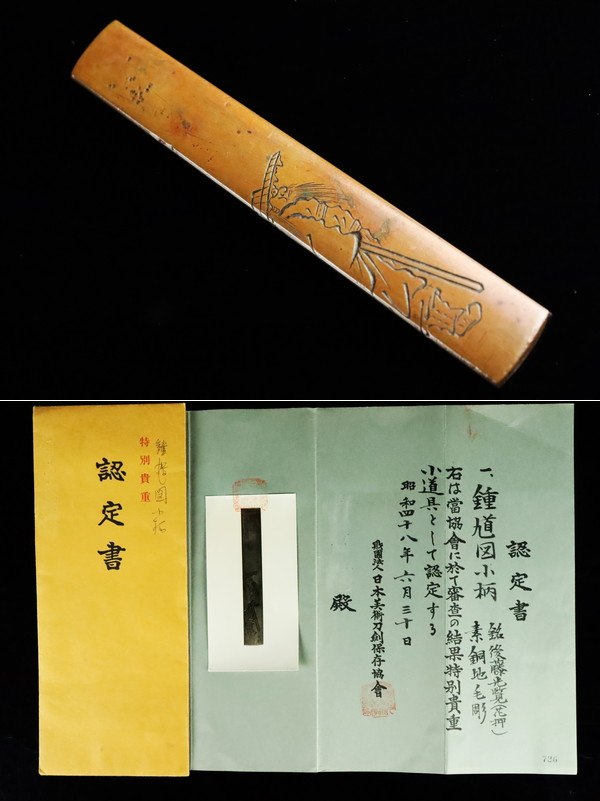 認定書
一、鍾馗図小柄
銘 後藤光覧(花押)
素銅地毛彫
右は當協會に於て審査の結果特別貴重
小道具として認定する
昭和四十八年六月三十日
財團法人日本美術刀剣保存協會
殿
特別貴重
認定書
鍾馗図小柄